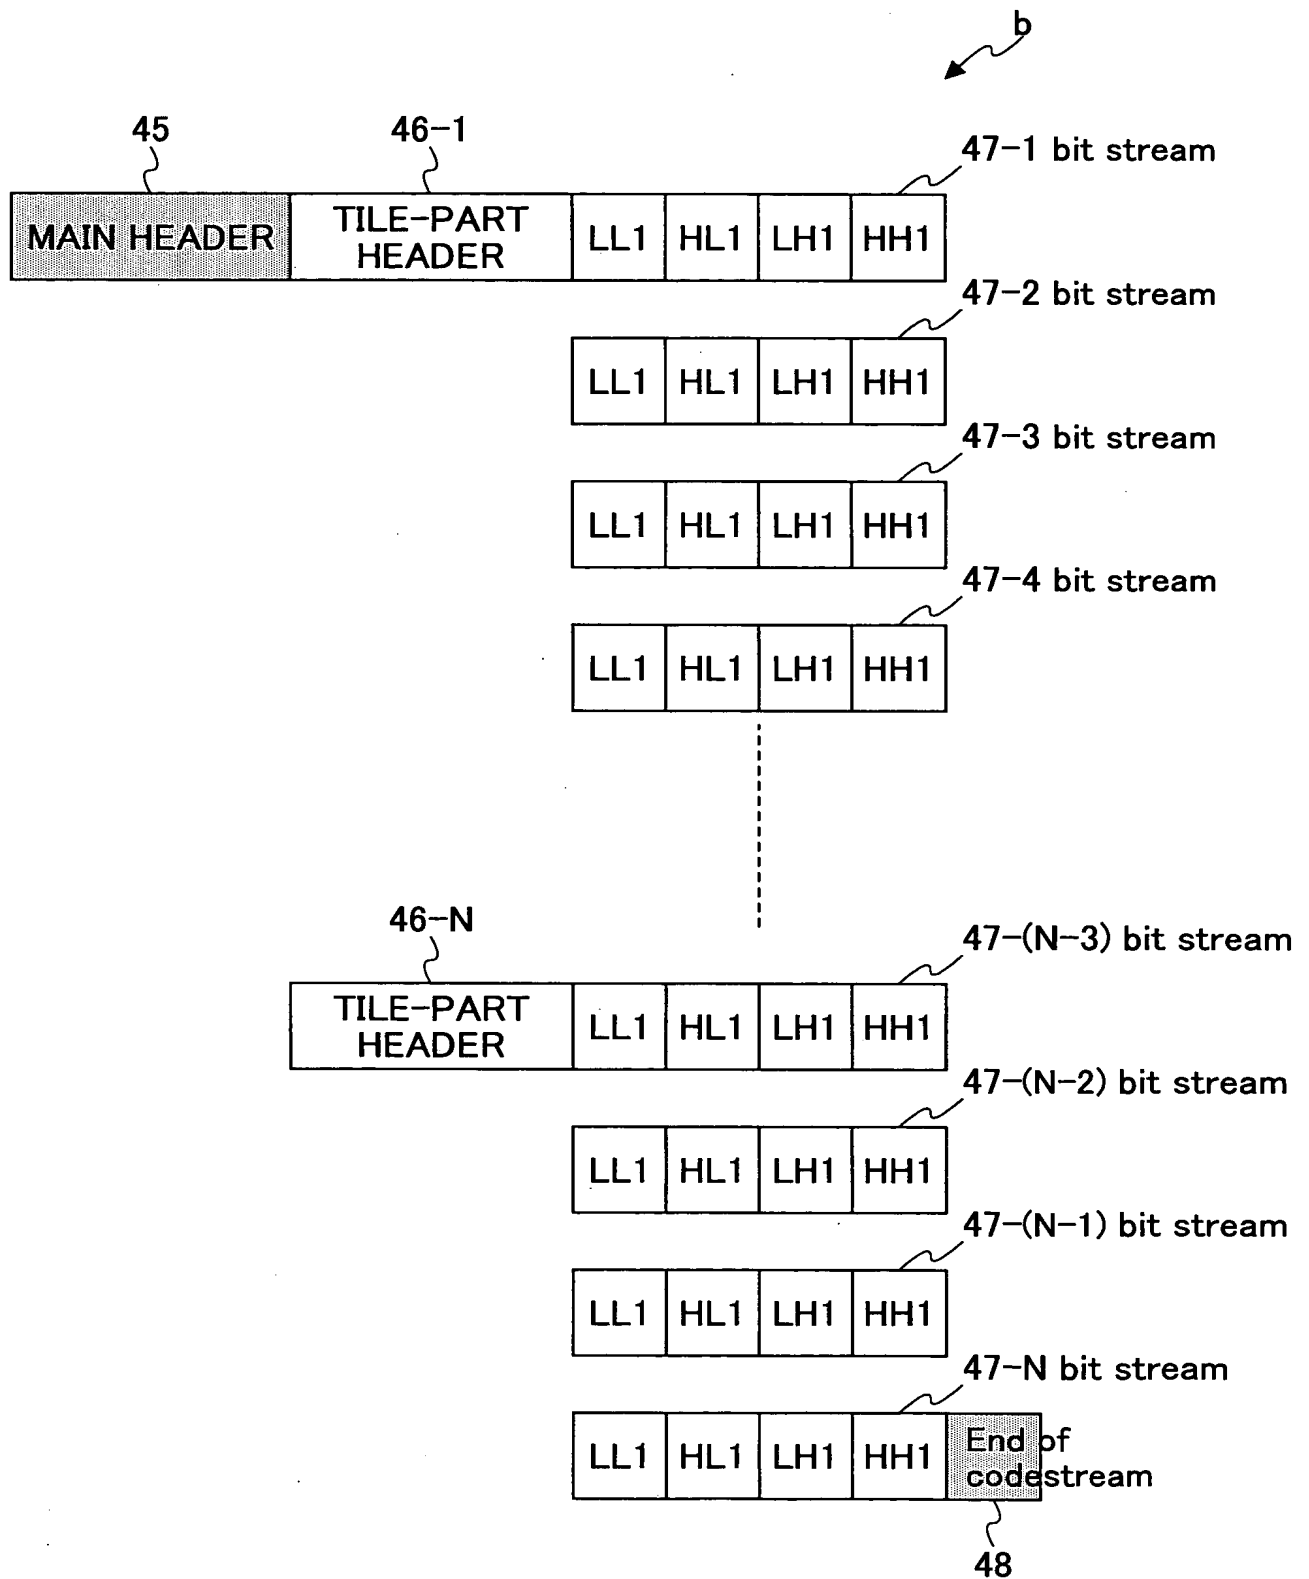 b
45
46-1
47-1 bit stream
MAIN HEADER
TILE-PART
HEADER
LL1 HL1 LH1 HH1
47-2 bit stream
LL1 HL1 LH1 HH1
47-3 bit stream
LL1 HL1 LH1 HH1
47-4 bit stream
LL1 HL1 LH1 HH1
46-N
47-(N-3) bit stream
TILE-PART
HEADER
LL1 HL1 LH1 HH1
47-(N-2) bit stream
LL1 HL1 LH1 HH1
47-(N-1) bit stream
LL1 HL1 LH1 HH1
47-N bit stream
LL1 HL1 LH1 HH1
End of
codestream
48